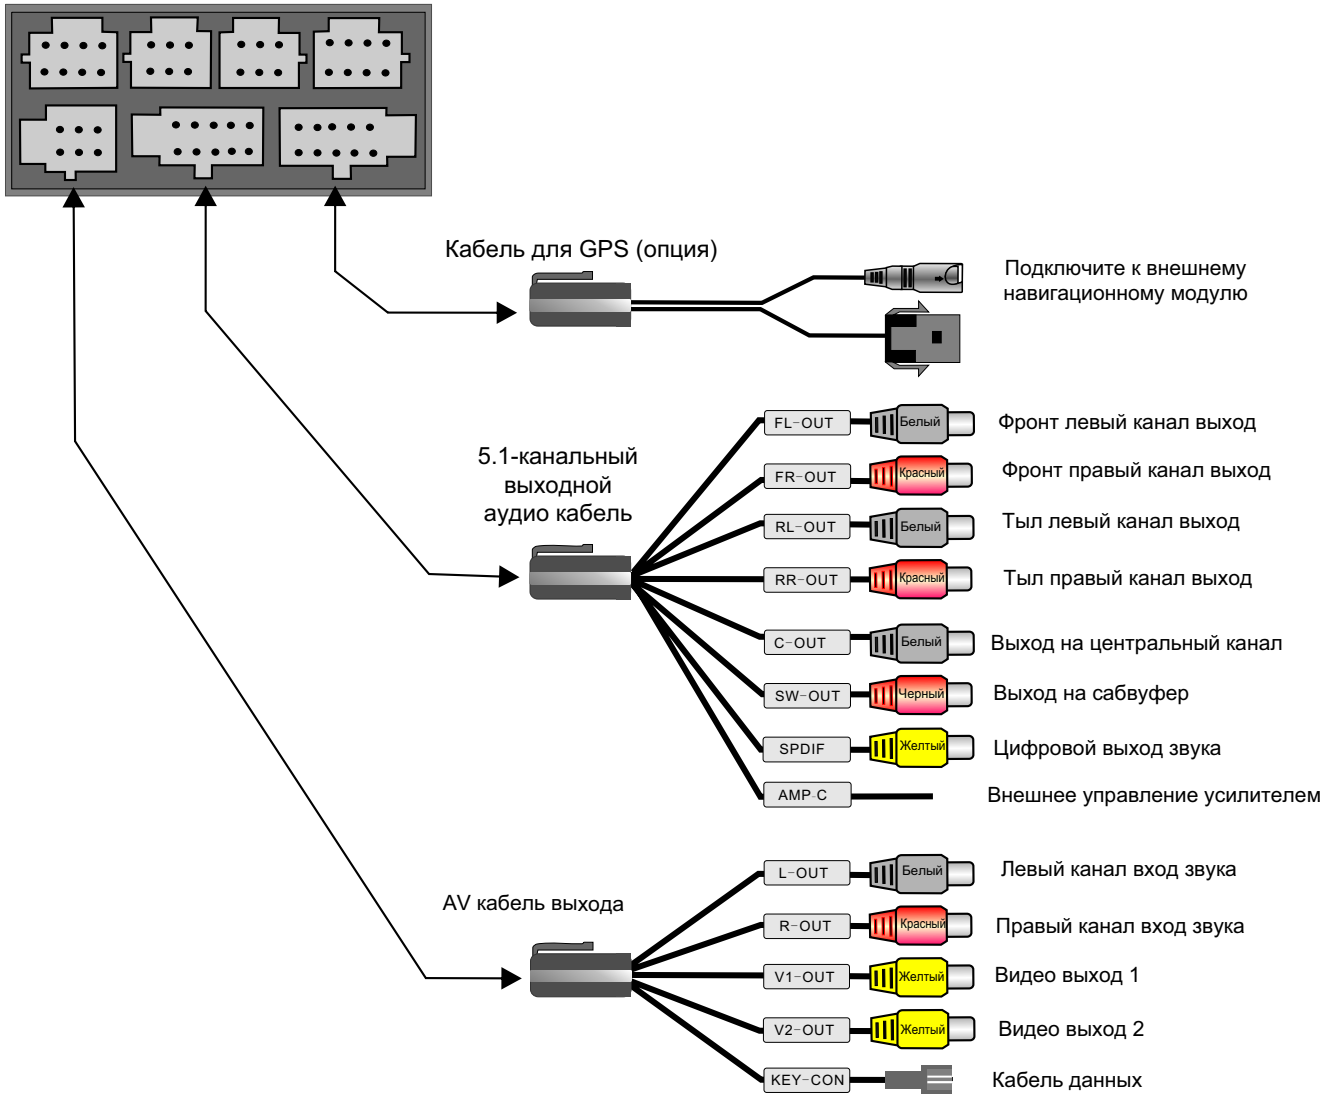 Кабель для GPS (опция)
Подключите к внешнему
навигационному модулю
5.1-канальный
выходной
аудио кабель
FL-OUT Белый Фронт левый канал выход
FR-OUT Красный Фронт правый канал выход
RL-OUT Белый Тыл левый канал выход
RR-OUT Красный Тыл правый канал выход
C-OUT Белый Выход на центральный канал
SW-OUT Черный Выход на сабвуфер
SPDIF Желтый Цифровой выход звука
AMP-C Внешнее управление усилителем
AV кабель выхода
L-OUT Белый Левый канал вход звука
R-OUT Красный Правый канал вход звука
V1-OUT Желтый Видео выход 1
V2-OUT Желтый Видео выход 2
KEY-CON Кабель данных